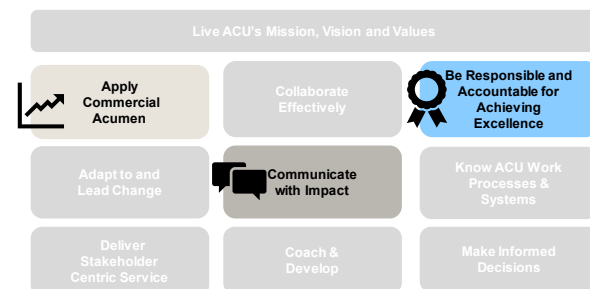 Live ACU's Mission, Vision and Values
Apply
Commercial
Acumen
Collaborate
Effectively
Be Responsible and
Accountable for
Achieving
Excellence
Adapt to and
Lead Change
Communicate
with Impact
Know ACU Work
Processes &
Systems
Deliver
Stakeholder
Centric Service
Coach &
Develop
Make Informed
Decisions